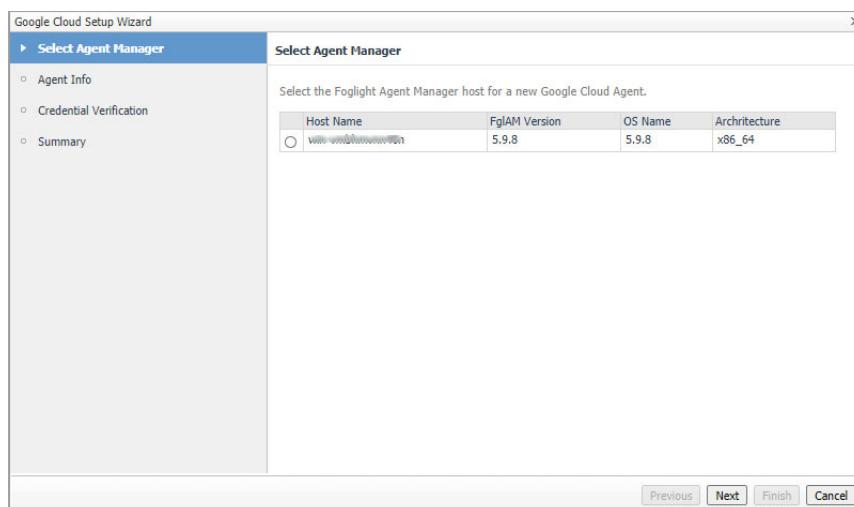 Google Cloud Setup Wizard
Select Agent Manager
Agent Info
Credential Verification
Summary
Select Agent Manager
Select the Foglight Agent Manager host for a new Google Cloud Agent.
Host Name FglAM Version OS Name Archritecture
5.9.8 5.9.8 x86_64
Previous Next Finish Cancel